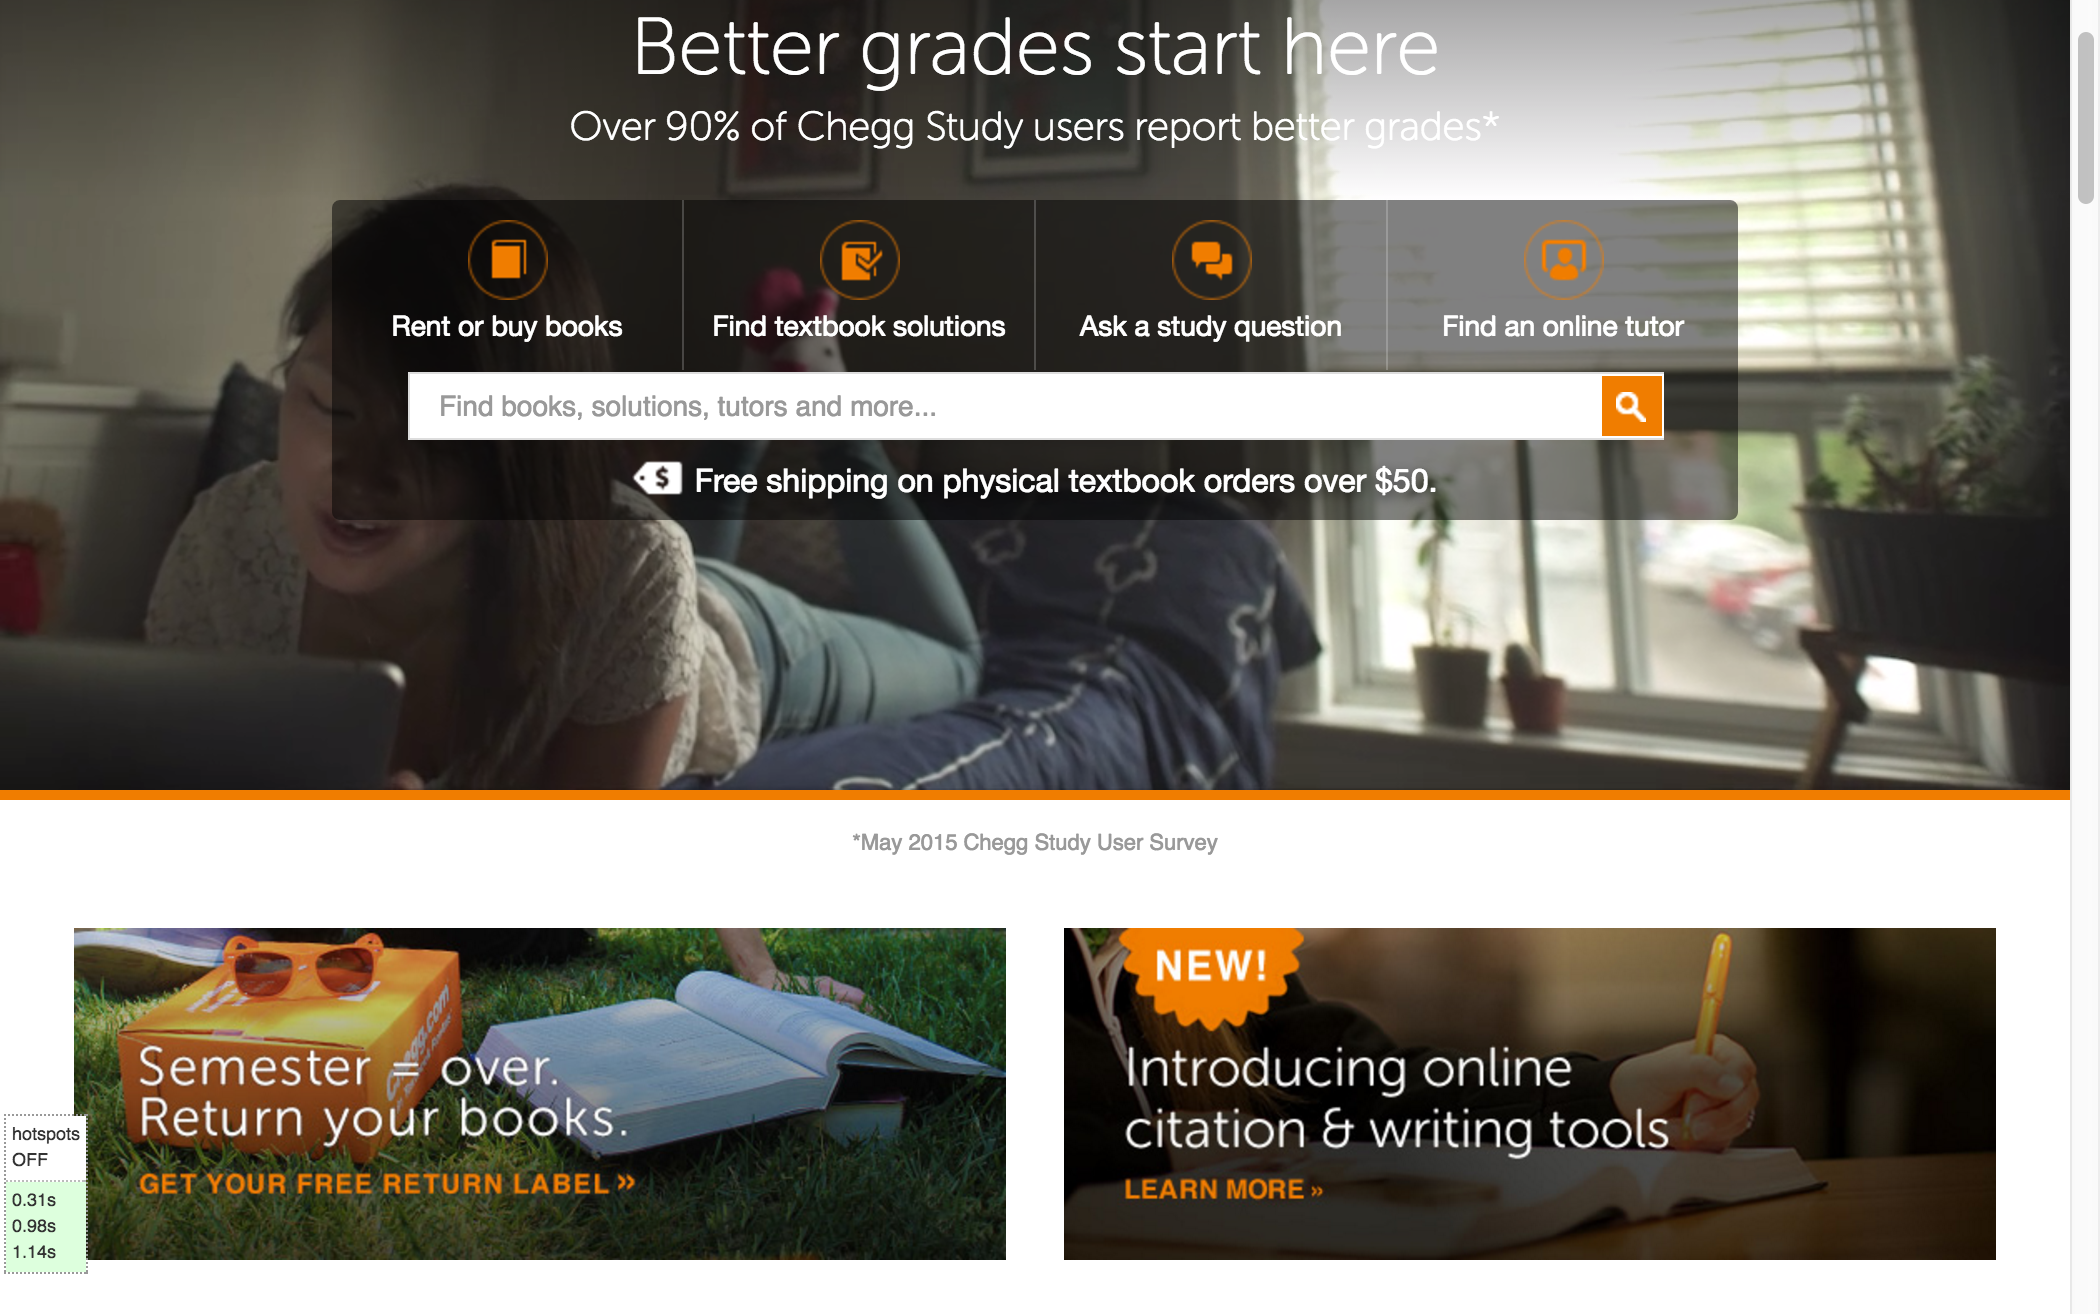 Better grades start here
Over 90% of Chegg Study users report better grades*
Rent or buy books
Find textbook solutions
Ask a study question
Find an online tutor
Find books, solutions, tutors and more...
$ Free shipping on physical textbook orders over $50.
*May 2015 Chegg Study User Survey
Chegg.com
Semester = over.
Return your books.
GET YOUR FREE RETURN LABEL »
NEW!
Introducing online
citation & writing tools
LEARN MORE »
hotspots
OFF
0.31s
0.98s
1.14s